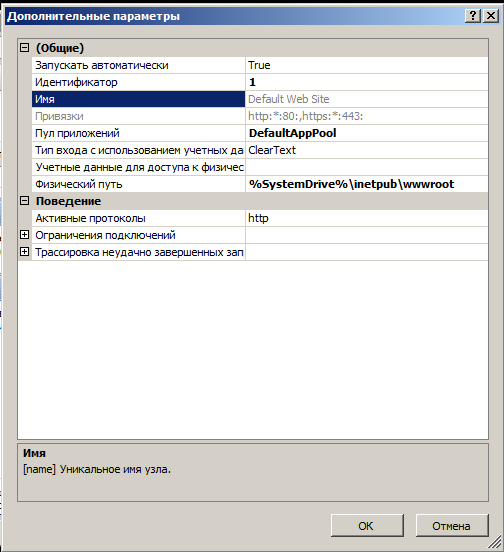 Дополнительные параметры
(Общие)
Запускать автоматически True
Идентификатор 1
Имя Default Web Site
Привязки http:*:80:,https:*:443:
Пул приложений DefaultAppPool
Тип входа с использованием учетных да ClearText
Учетные данные для доступа к физичес
Физический путь %SystemDrive%\inetpub\wwwroot
Поведение
Активные протоколы http
Ограничения подключений
Трассировка неудачно завершенных зап
Имя
[name] Уникальное имя узла.
OK Отмена